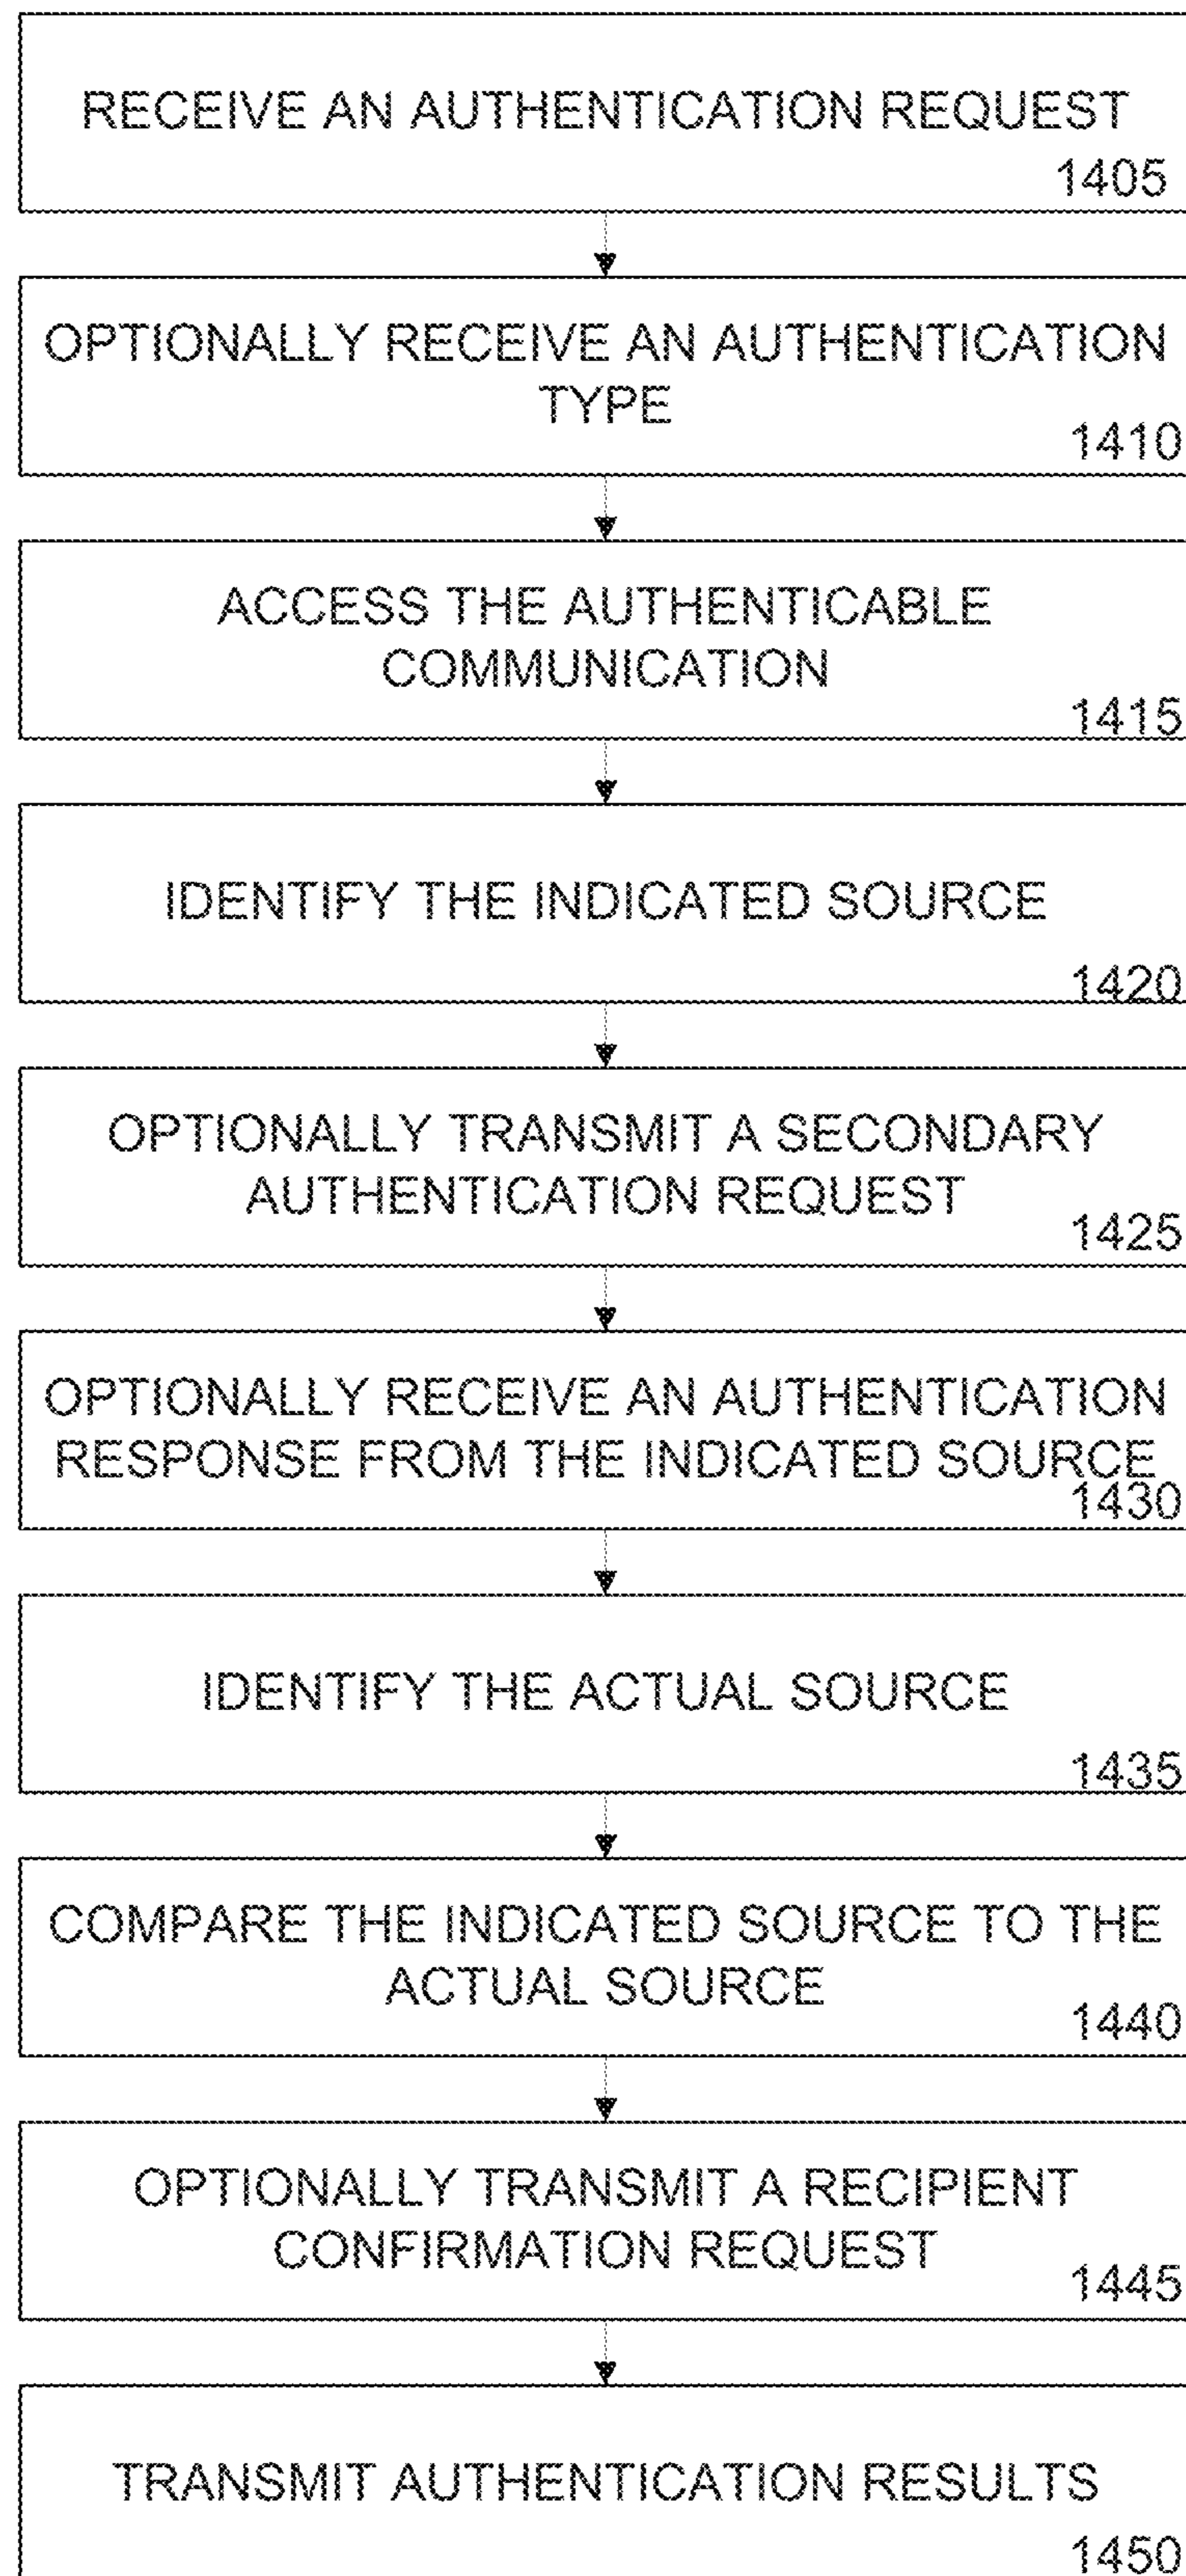 RECEIVE AN AUTHENTICATION REQUEST
1405
OPTIONALLY RECEIVE AN AUTHENTICATION
TYPE
1410
ACCESS THE AUTHENTICABLE
COMMUNICATION
1415
IDENTIFY THE INDICATED SOURCE
1420
OPTIONALLY TRANSMIT A SECONDARY
AUTHENTICATION REQUEST
1425
OPTIONALLY RECEIVE AN AUTHENTICATION
RESPONSE FROM THE INDICATED SOURCE
1430
IDENTIFY THE ACTUAL SOURCE
1435
COMPARE THE INDICATED SOURCE TO THE
ACTUAL SOURCE
1440
OPTIONALLY TRANSMIT A RECIPIENT
CONFIRMATION REQUEST
1445
TRANSMIT AUTHENTICATION RESULTS
1450